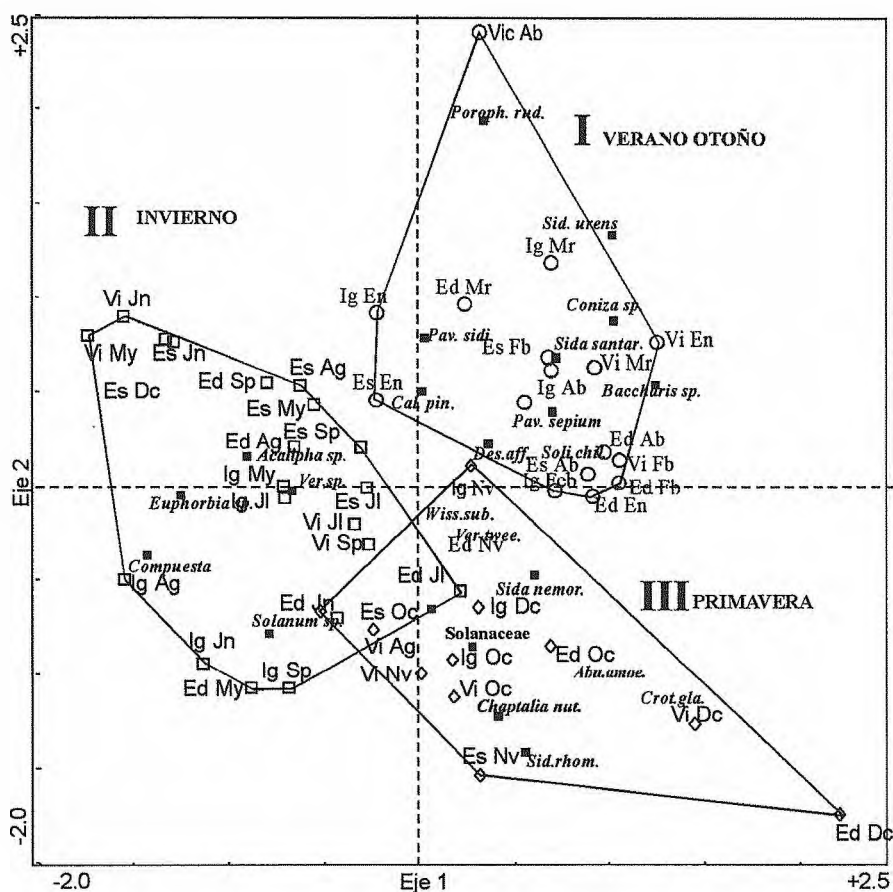 +2.5
Vic Ab
Poroph. rud.
I VERANO OTOÑO
II INVIERNO
Sid. urens
Ig Mr
Vi Jn
Ig En
Ed Mr
Coniza sp
Vi My
Es Jn
Pav. sidi.
Es Fb
Sida santar.
Vi En
Es Dc
Ed Sp
Es Ag
Vi Mr
Es En
Ig Ab
Baccharis sp.
Es My
Cal. pin.
Pav. sepium
Ed Ag
Es Sp
Acalipha sp.
Des.aff.
Soli.chil.
Ed Ab
Ig My
Ver.sp.
Es Ab
Vi Fb
Eje 2
Euphorbia sp.
Ig Jl
Es Jl
Ig Nv
Ig Feb
Ed Fb
Ed En
Vi Jl
Wiss.sub.
Vi Sp
Ed Nv
Compuesta
Ig Ag
Ed Jl
Sida nemor.
III PRIMAVERA
Ed Jn
Es Oc
Ig Dc
Solanum sp.
Vi Ag
Solanaceae
Ig Jn
Ig Oc
Ed Oc
Abu.umoe.
Ed My
Ig Sp
Vi Nv
Vi Oc
Crot.gla.
Vi Dc
Chaptalia nut.
Es Nv
Sid.rhom.
-2.0
Ed Dc
-2.0
Eje 1
+2.5